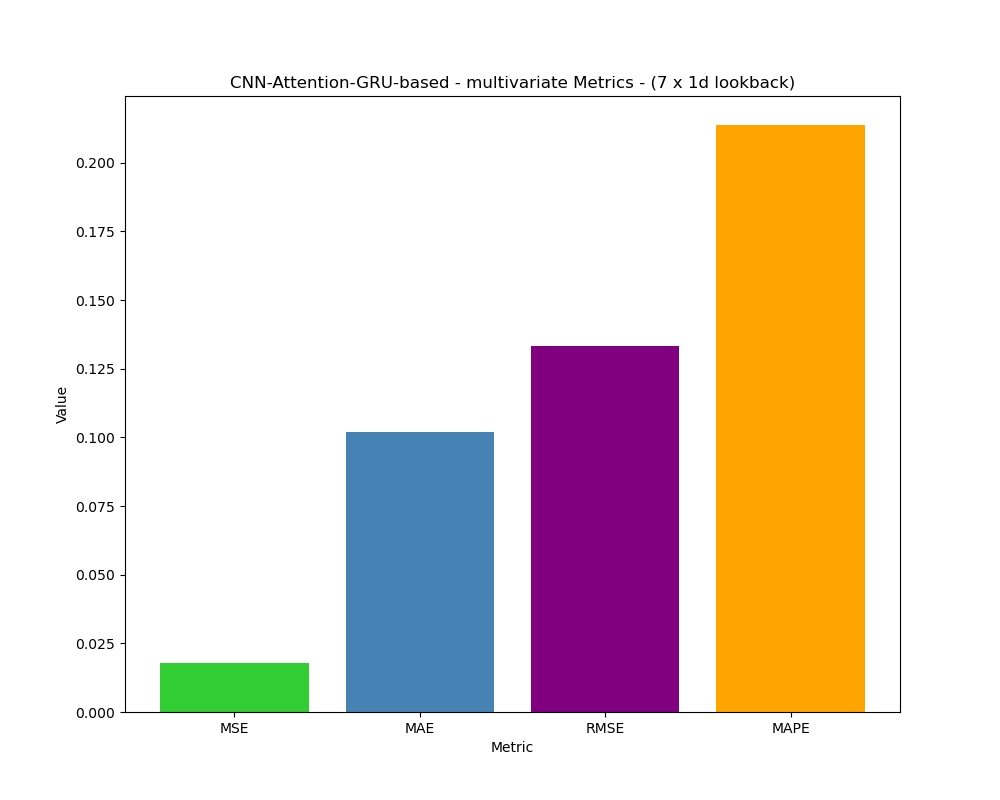 CNN-Attention-GRU-based - multivariate Metrics - (7 x 1d lookback)
Value
0.200
0.175
0.150
0.125
0.100
0.075
0.050
0.025
0.000
MSE MAE RMSE MAPE
Metric